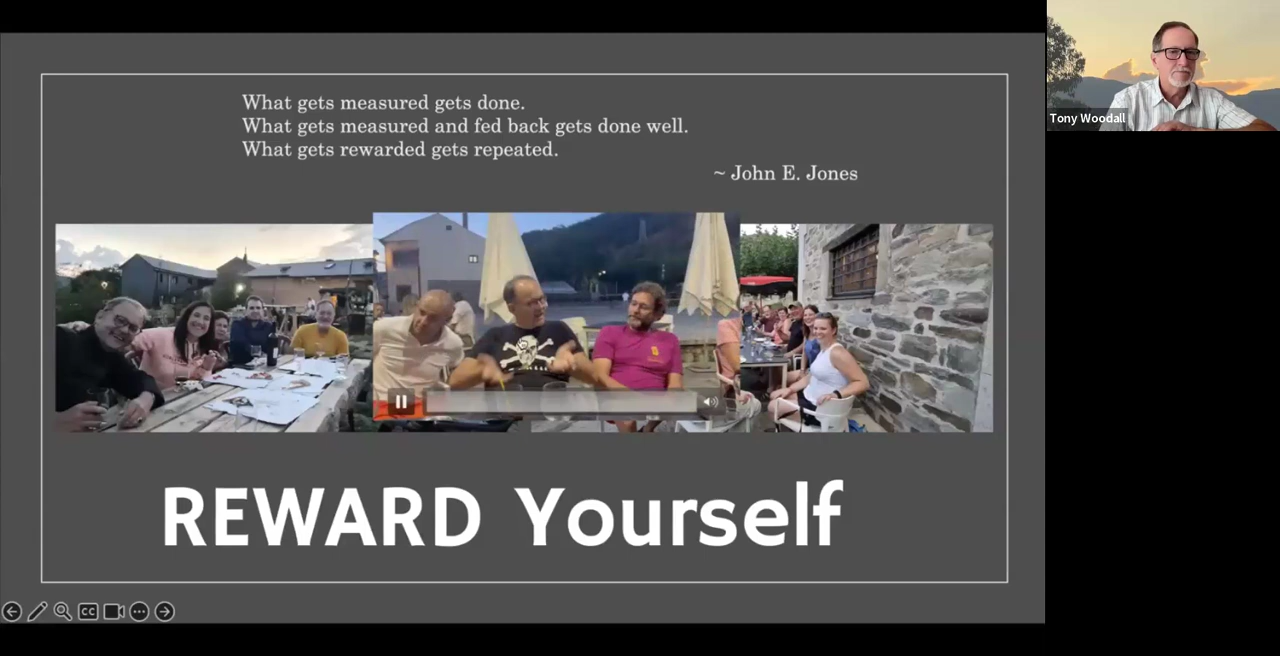 What gets measured gets done.
What gets measured and fed back gets done well.
What gets rewarded gets repeated.
~ John E. Jones
Tony Woodall
REWARD Yourself
CC